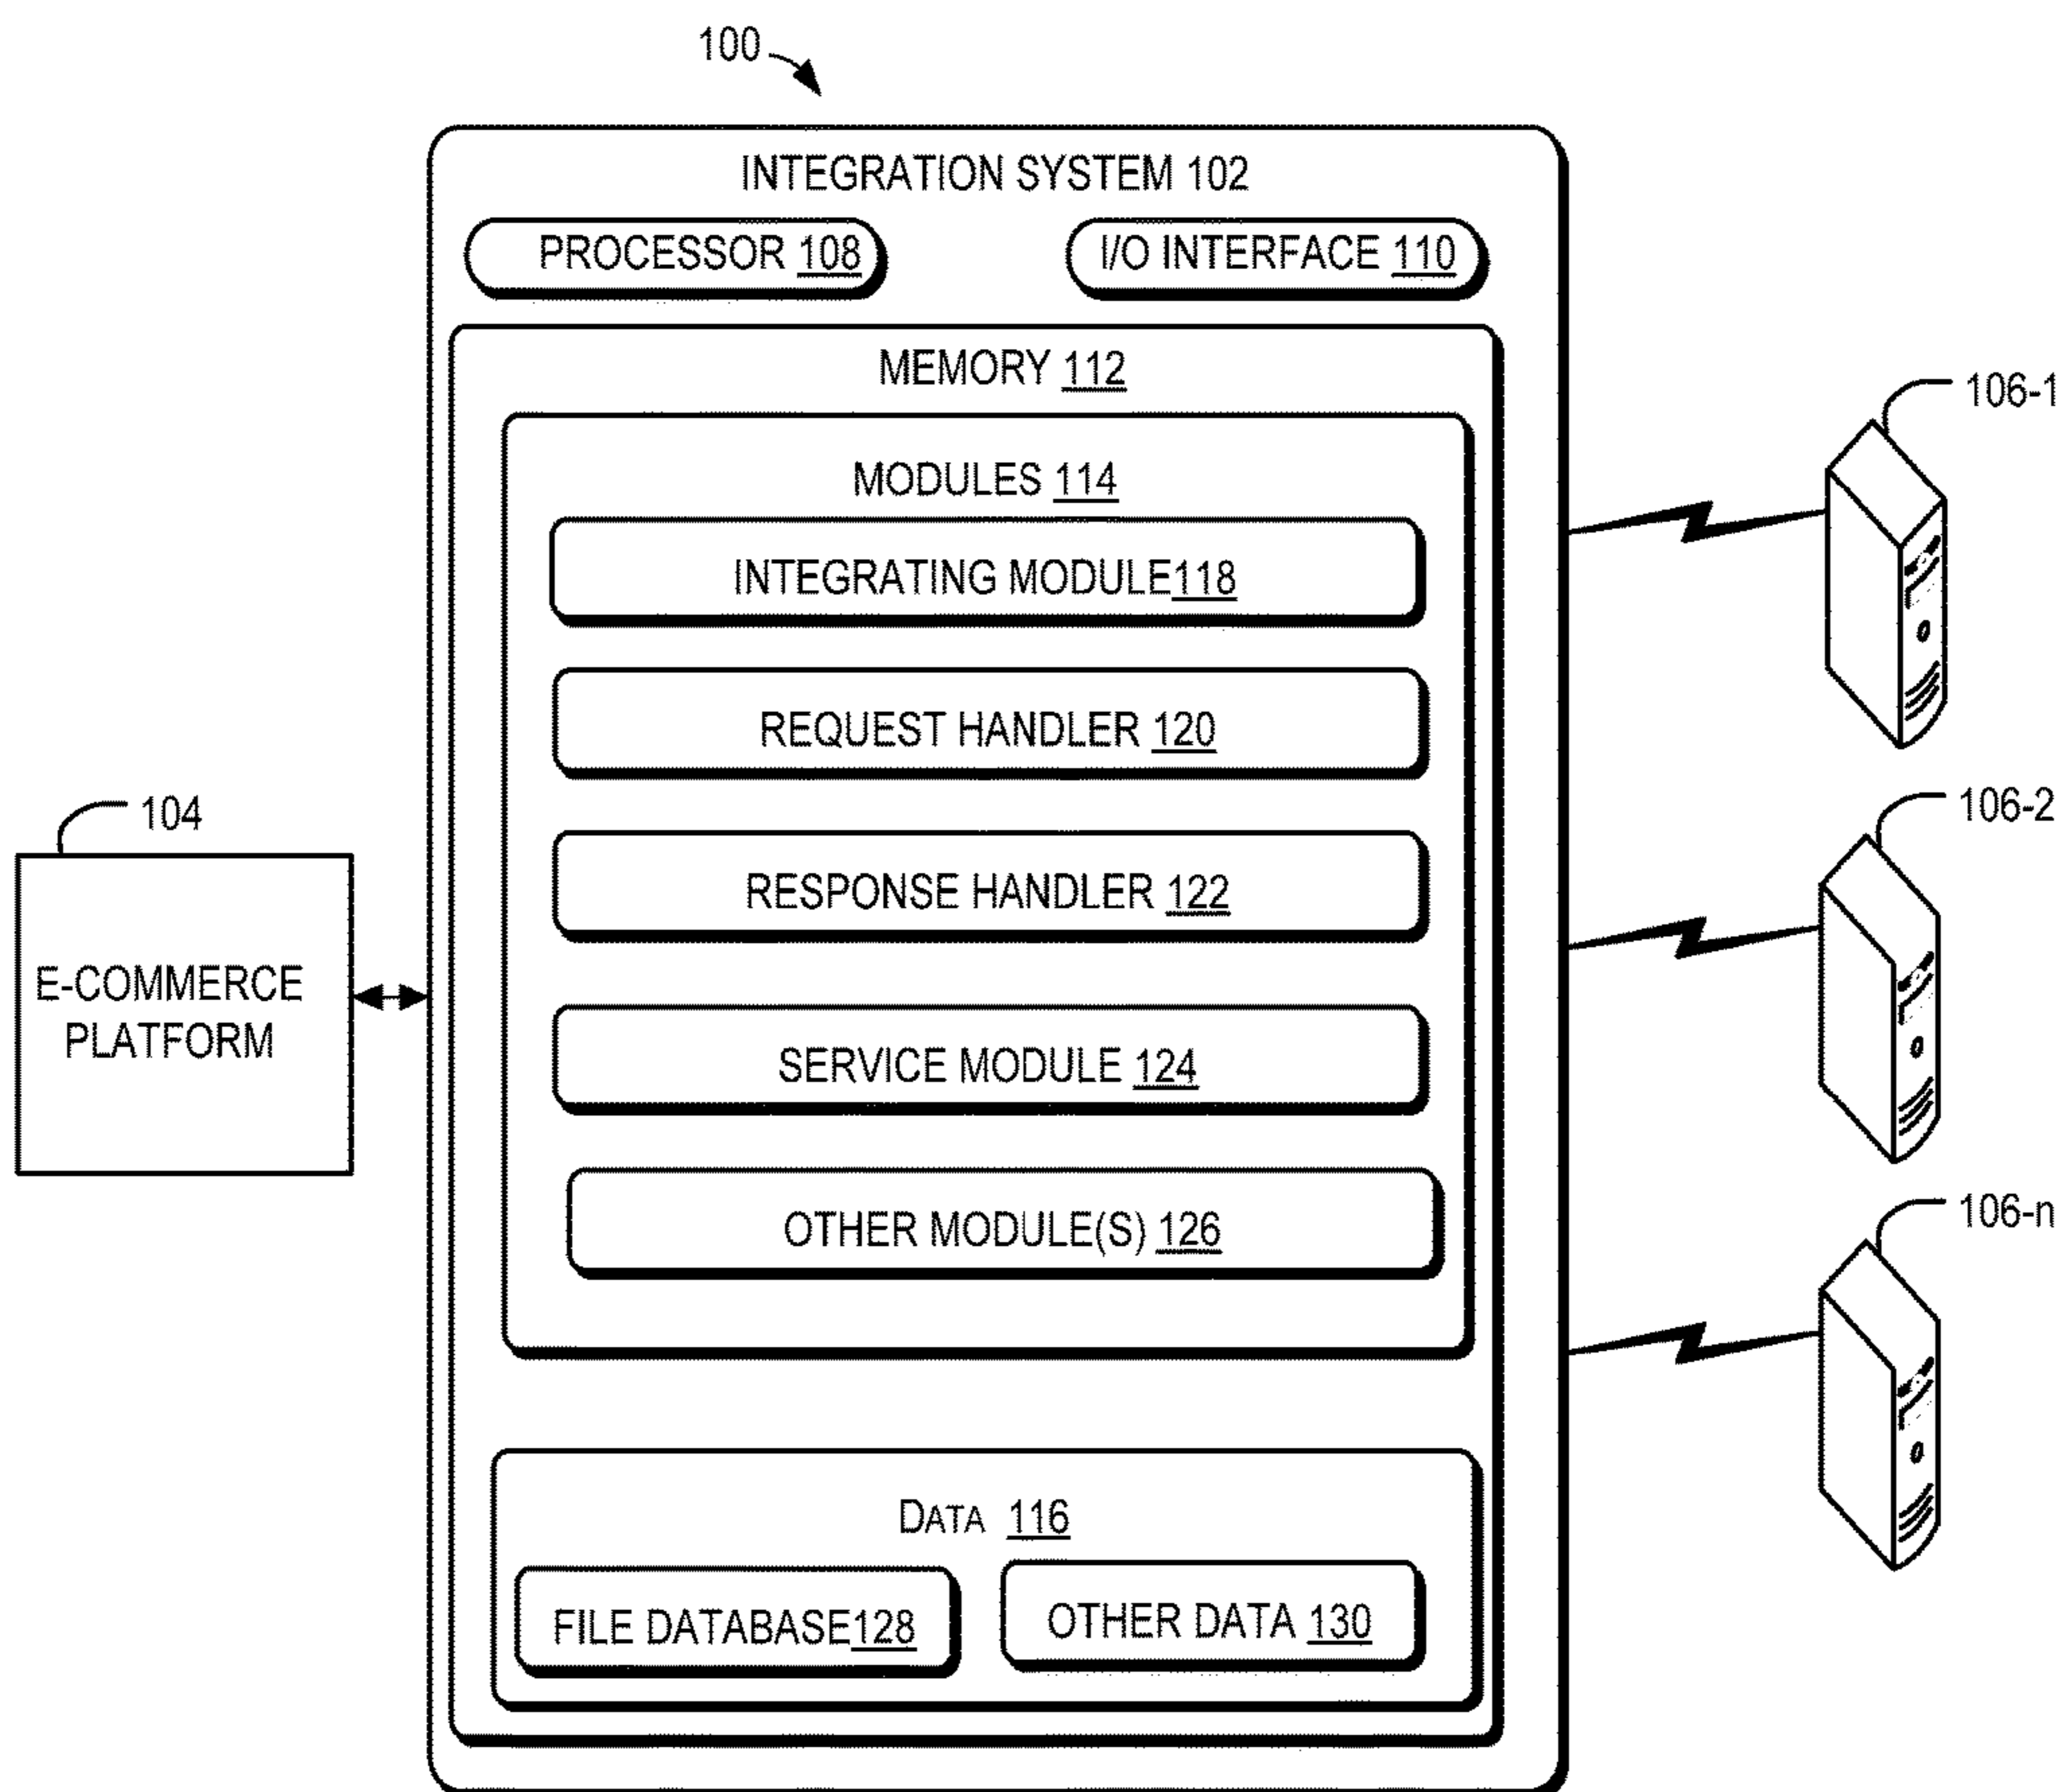 100
INTEGRATION SYSTEM 102
PROCESSOR 108
I/O INTERFACE 110
MEMORY 112
MODULES 114
INTEGRATING MODULE118
REQUEST HANDLER 120
RESPONSE HANDLER 122
SERVICE MODULE 124
OTHER MODULE(S) 126
DATA 116
FILE DATABASE128
OTHER DATA 130
104
E-COMMERCE
PLATFORM
106-1
106-2
106-n